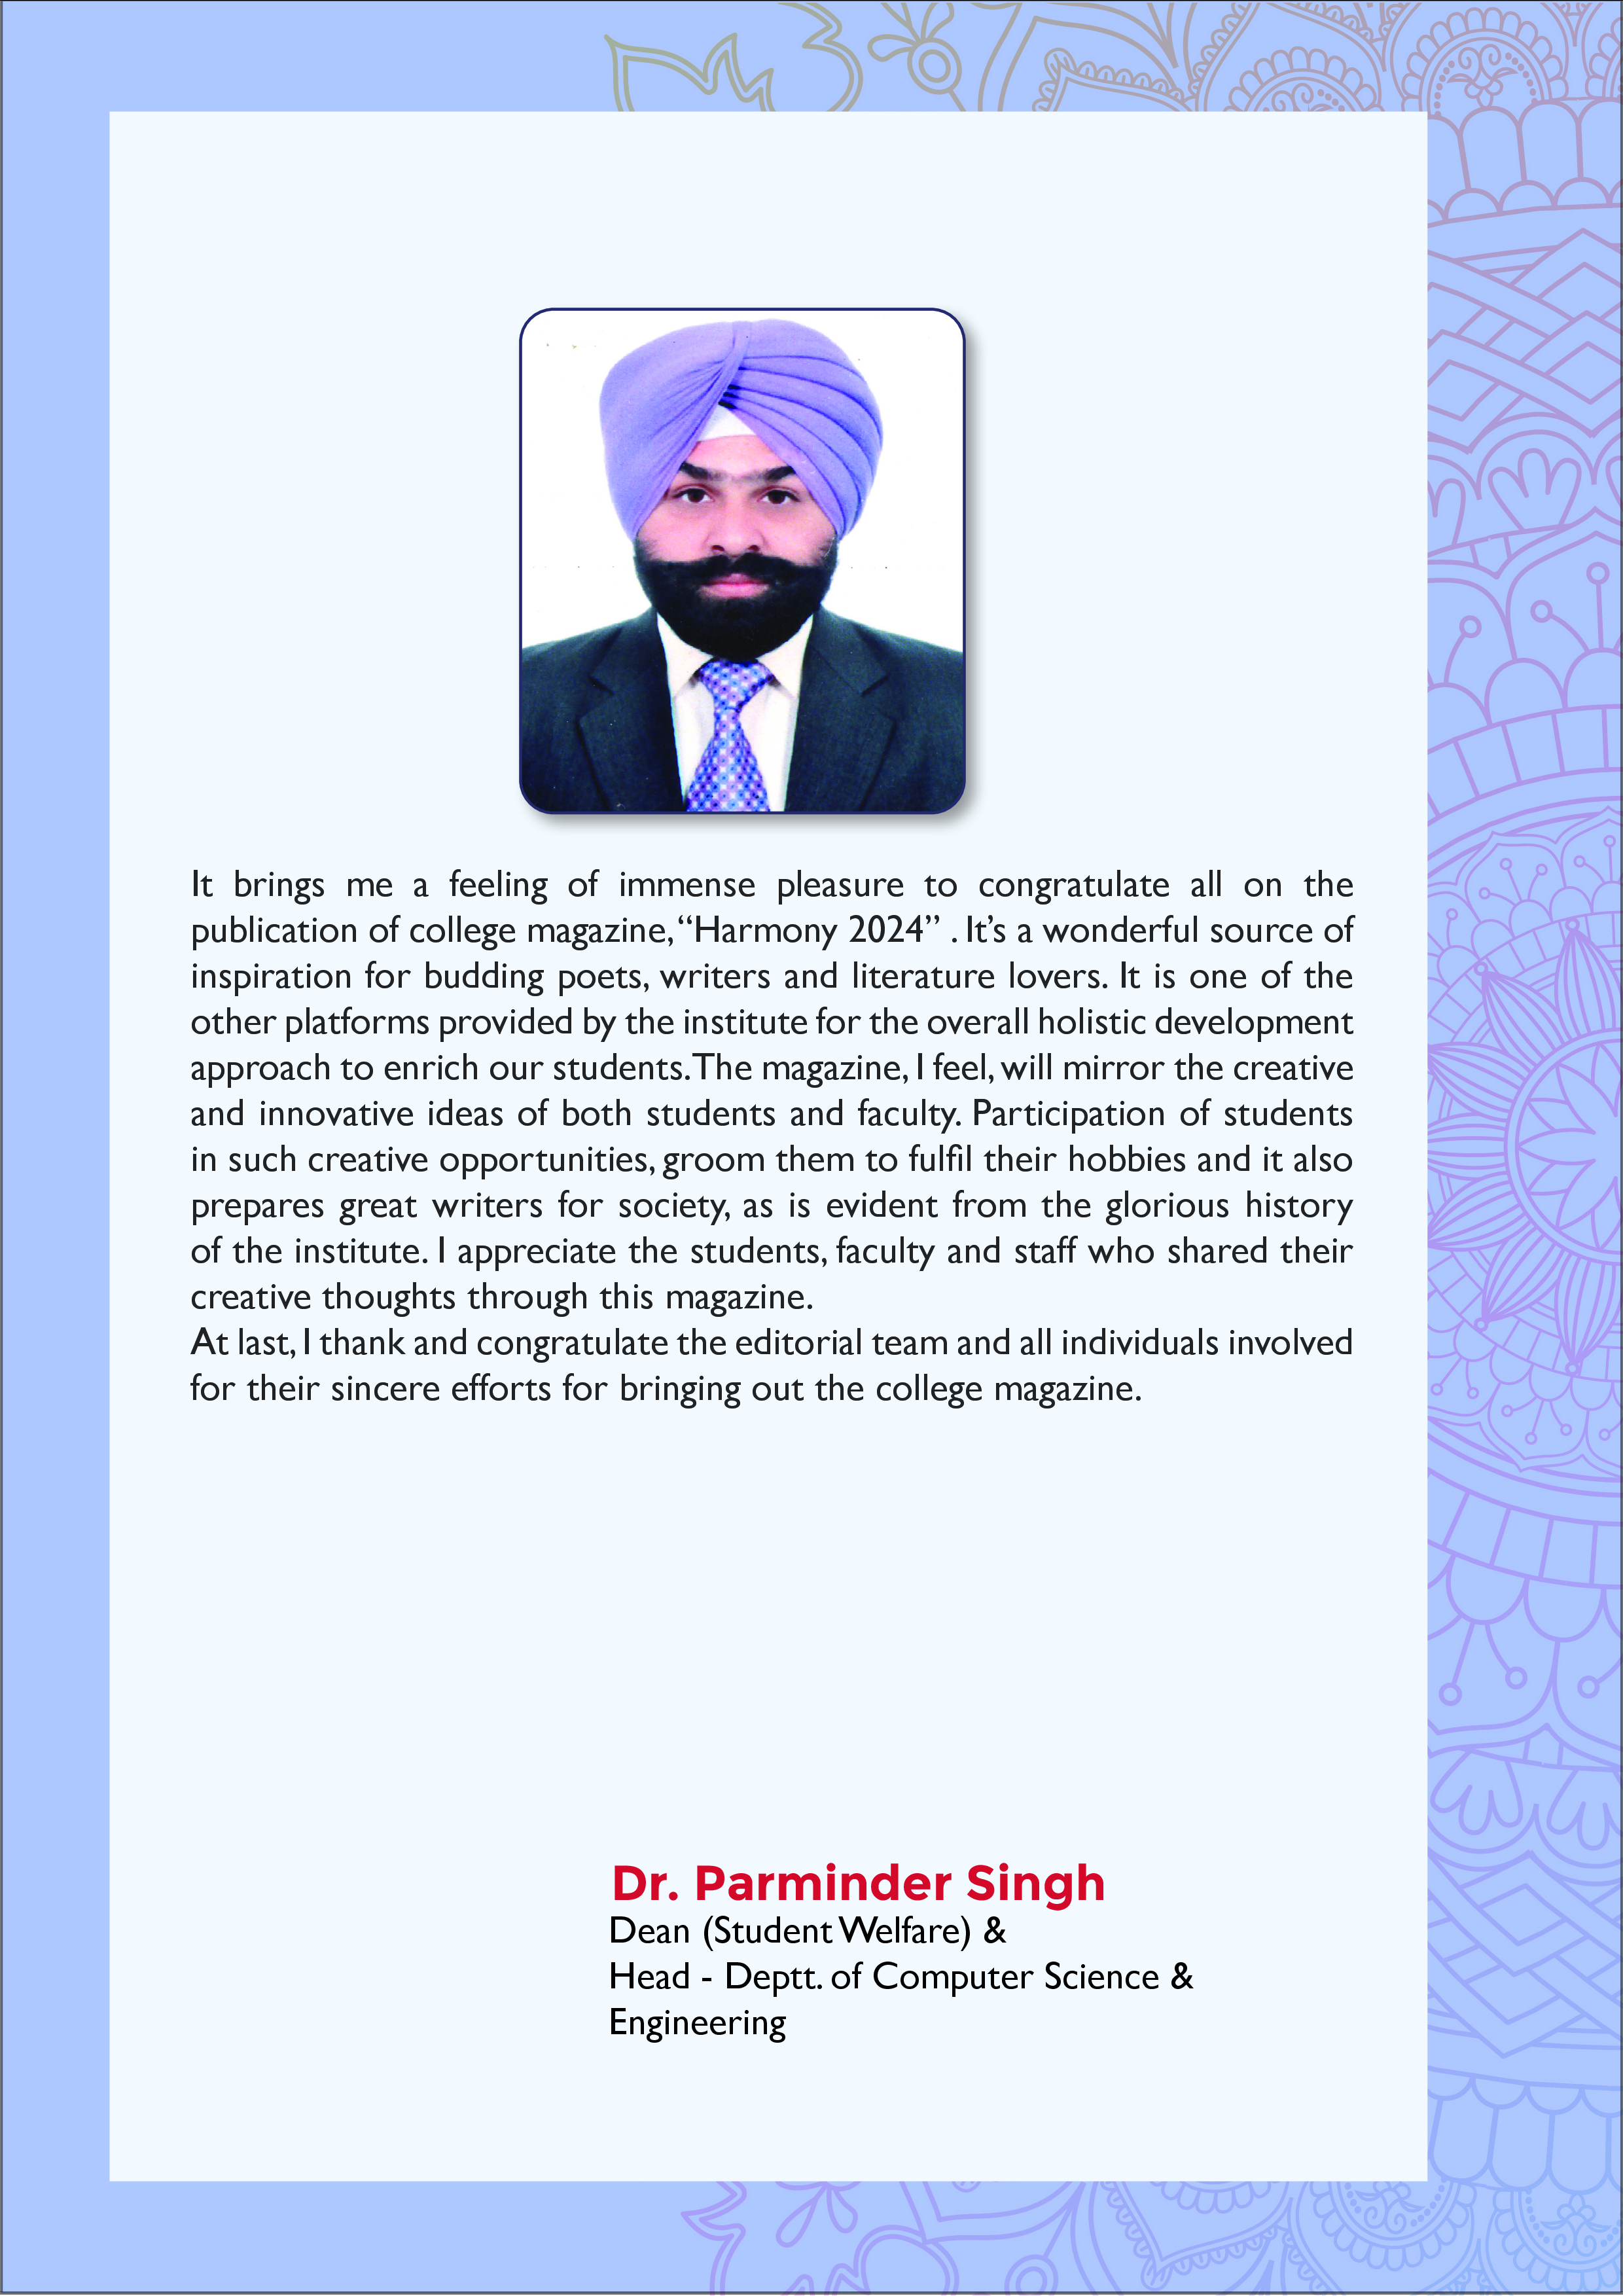 It brings me a feeling of immense pleasure to congratulate all on the
publication of college magazine, “Harmony 2024” . It’s a wonderful source of
inspiration for budding poets, writers and literature lovers. It is one of the
other platforms provided by the institute for the overall holistic development
approach to enrich our students. The magazine, I feel, will mirror the creative
and innovative ideas of both students and faculty. Participation of students
in such creative opportunities, groom them to fulfil their hobbies and it also
prepares great writers for society, as is evident from the glorious history
of the institute. I appreciate the students, faculty and staff who shared their
creative thoughts through this magazine.
At last, I thank and congratulate the editorial team and all individuals involved
for their sincere efforts for bringing out the college magazine.
Dr. Parminder Singh
Dean (Student Welfare) &
Head - Deptt. of Computer Science &
Engineering